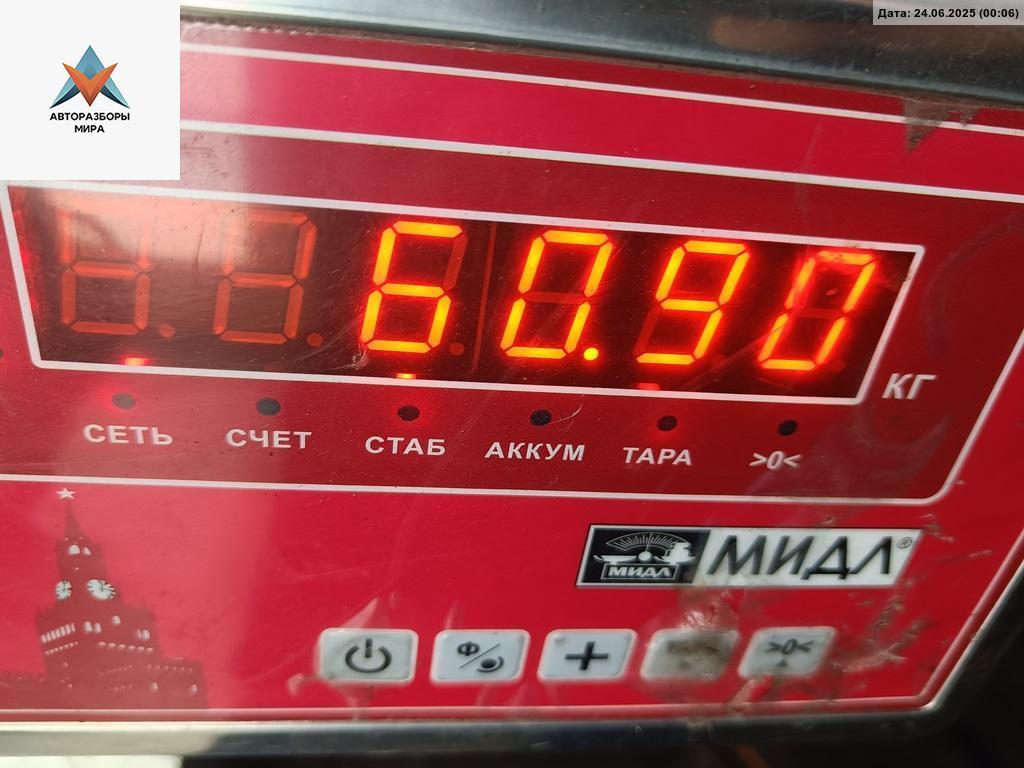 Дата: 24.06.2025 (00:06)
АВТОРАЗБОРЫ
МИРА
60.90
КГ
СЕТЬ СЧЕТ СТАБ АККУМ ТАРА >0<
МИДЛ МИДЛ®
Ф + >0<